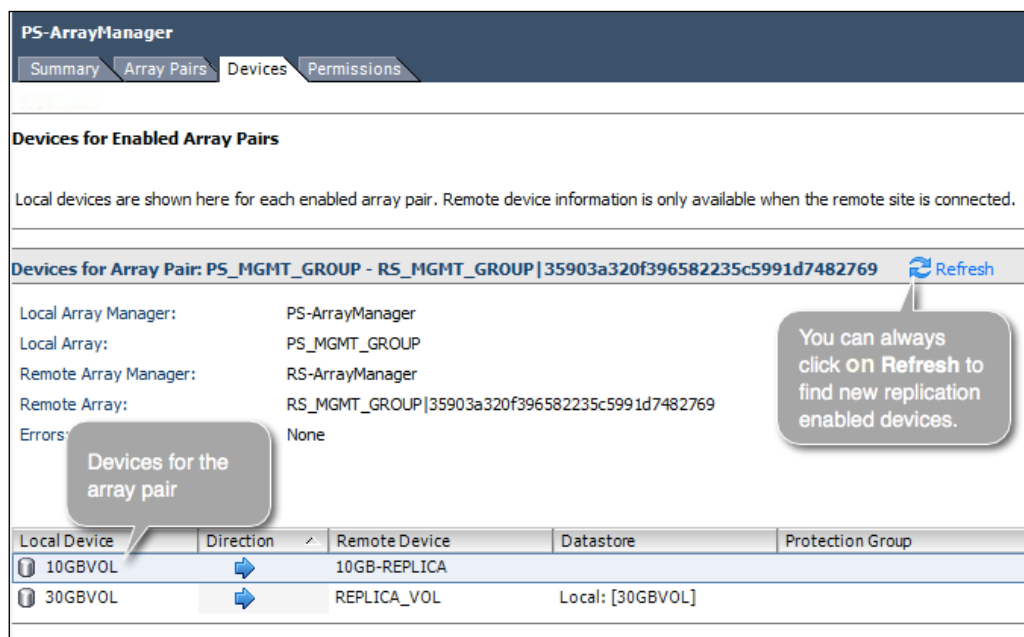 PS-ArrayManager
Summary Array Pairs Devices Permissions
Devices for Enabled Array Pairs
Local devices are shown here for each enabled array pair. Remote device information is only available when the remote site is connected.
Devices for Array Pair: PS_MGMT_GROUP - RS_MGMT_GROUP|35903a320f396582235c5991d7482769 Refresh
Local Array Manager: PS-ArrayManager
Local Array: PS_MGMT_GROUP
Remote Array Manager: RS-ArrayManager
Remote Array: RS_MGMT_GROUP|35903a320f396582235c5991d7482769
Errors: None
You can always
click on Refresh to
find new replication
enabled devices.
Devices for the
array pair
Local Device Direction Remote Device Datastore Protection Group
10GBVOL 10GB-REPLICA
30GBVOL REPLICA_VOL Local: [30GBVOL]